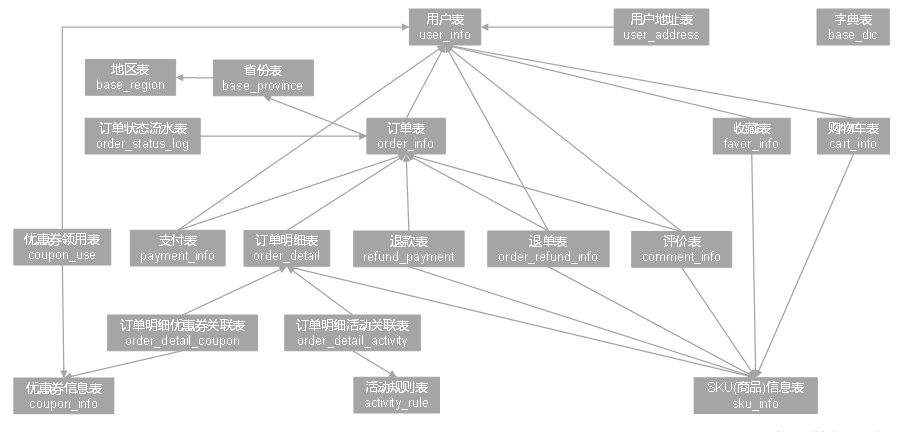 用户表
user_info
用户地址表
user_address
字典表
base_dic
地区表
base_region
省份表
base_province
订单状态流水表
order_status_log
订单表
order_info
收藏表
favor_info
购物车表
cart_info
优惠券领用表
coupon_use
支付表
payment_info
订单明细表
order_detail
退款表
refund_payment
退单表
order_refund_info
评价表
comment_info
订单明细优惠券关联表
order_detail_coupon
订单明细活动关联表
order_detail_activity
优惠券信息表
coupon_info
活动规则表
activity_rule
SKU(商品)信息表
sku_info